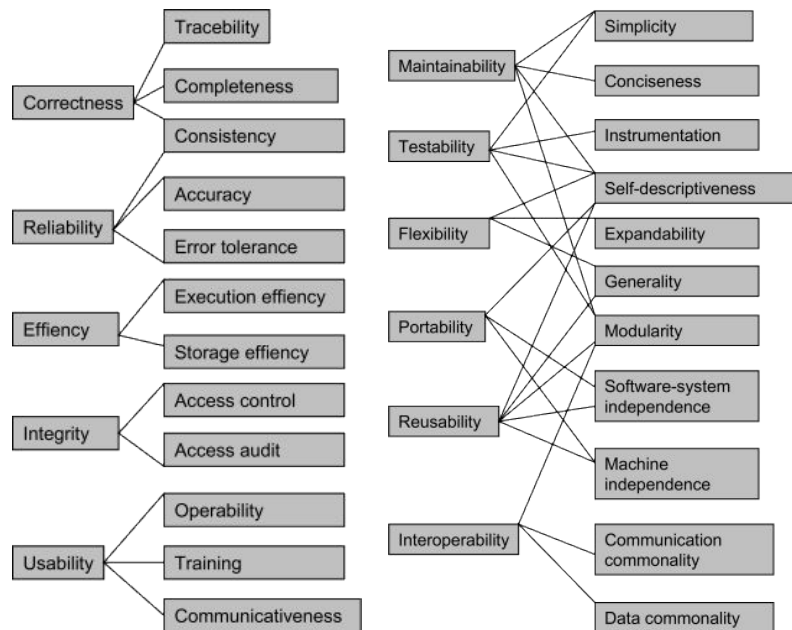 Tracebility
Completeness
Correctness
Consistency
Accuracy
Reliability
Error tolerance
Execution effiency
Effiency
Storage effiency
Access control
Integrity
Access audit
Operability
Usability
Training
Communicativeness
Simplicity
Maintainability
Conciseness
Instrumentation
Testability
Self-descriptiveness
Flexibility
Expandability
Generality
Portability
Modularity
Software-system
independence
Reusability
Machine
independence
Interoperability
Communication
commonality
Data commonality